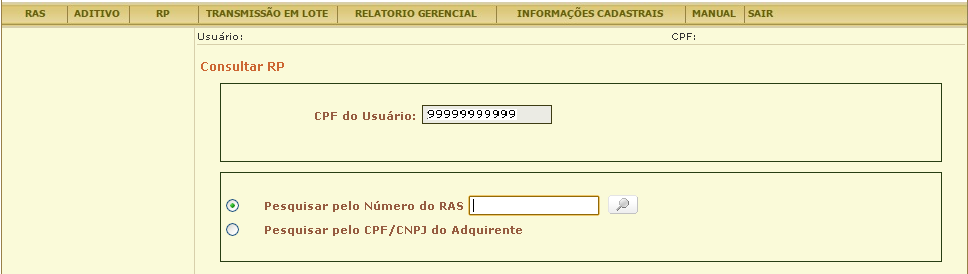 RAS ADITIVO RP TRANSMISSÃO EM LOTE RELATORIO GERENCIAL INFORMAÇÕES CADASTRAIS MANUAL SAIR
Usuário: CPF:
Consultar RP
CPF do Usuário: 99999999999
Pesquisar pelo Número do RAS
Pesquisar pelo CPF/CNPJ do Adquirente